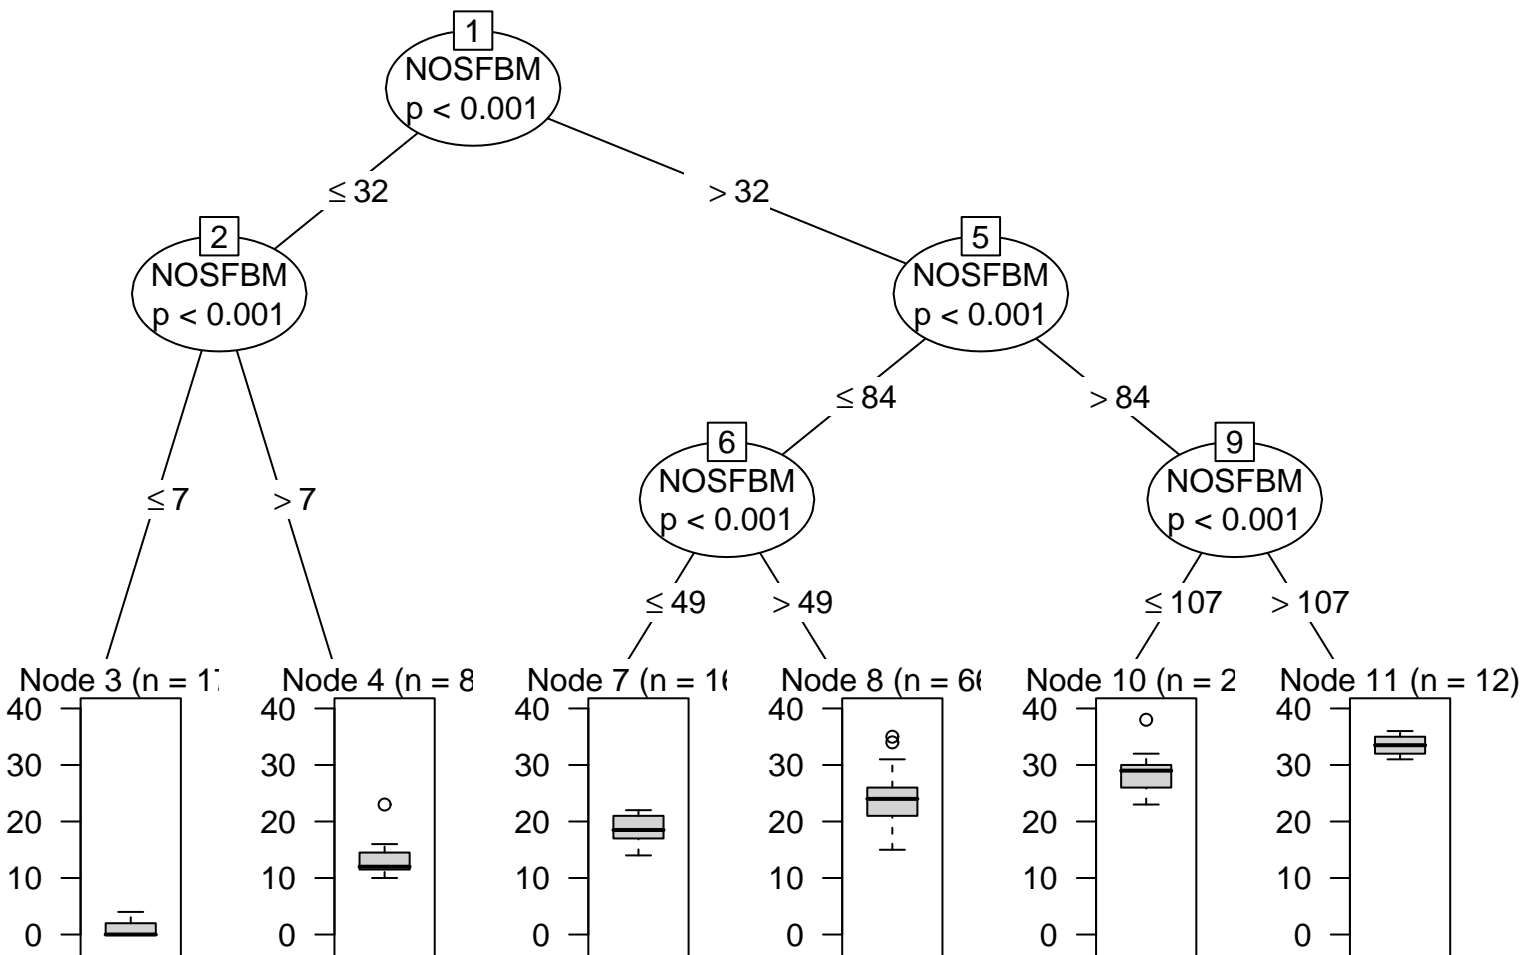 1
NOSFBM
p < 0.001
≤ 32
> 32
2
NOSFBM
p < 0.001
5
NOSFBM
p < 0.001
≤ 84
> 84
6
NOSFBM
p < 0.001
9
NOSFBM
p < 0.001
≤ 7
> 7
≤ 49
> 49
≤ 107
> 107
Node 3 (n =
Node 4 (n = 8
Node 7 (n =
Node 8 (n =
Node 10 (n = 2
Node 11 (n = 12)
40
30
20
10
0
40
30
20
10
0
40
30
20
10
0
40
30
20
10
0
40
30
20
10
0
40
30
20
10
0